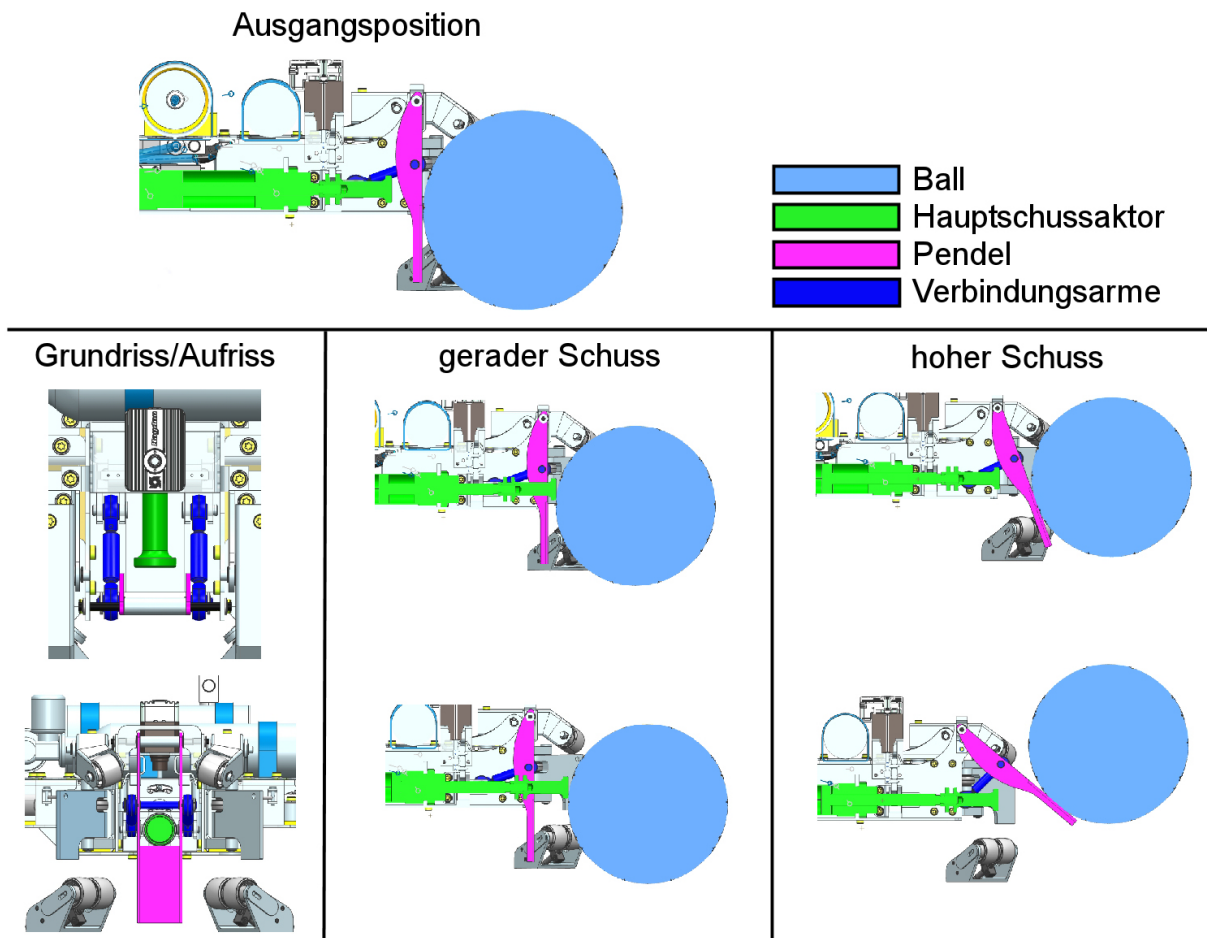 Ausgangsposition
Ball
Hauptschussaktor
Pendel
Verbindungsarme
Grundriss/Aufriss
gerader Schuss
hoher Schuss